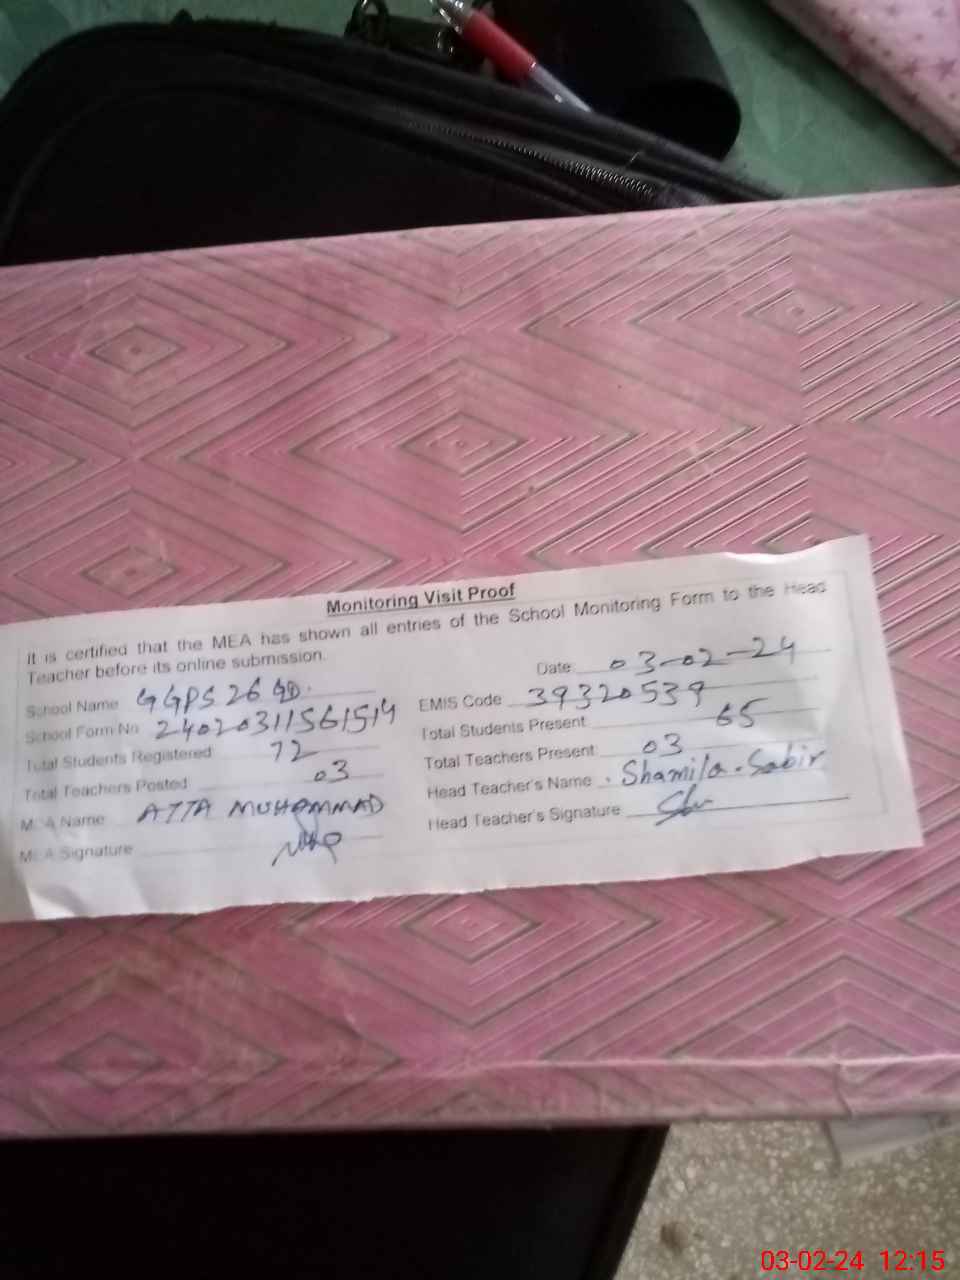 Monitoring Visit Proof
It is certified that the MEA has shown all entries of the School Monitoring Form to the Head
Teacher before its online submission.
Date 03-02-24
School Name GGPS 26 GD.
EMIS Code 39320539
School Form No 24020311561514
Total Students Present 65
Total Students Registered 72
Total Teachers Present 03
Total Teachers Posted 03
Head Teacher's Name Shamila Sabir
MEA Name ATTA MUHAMMAD
Head Teacher's Signature
MEA Signature
03-02-24 12:15